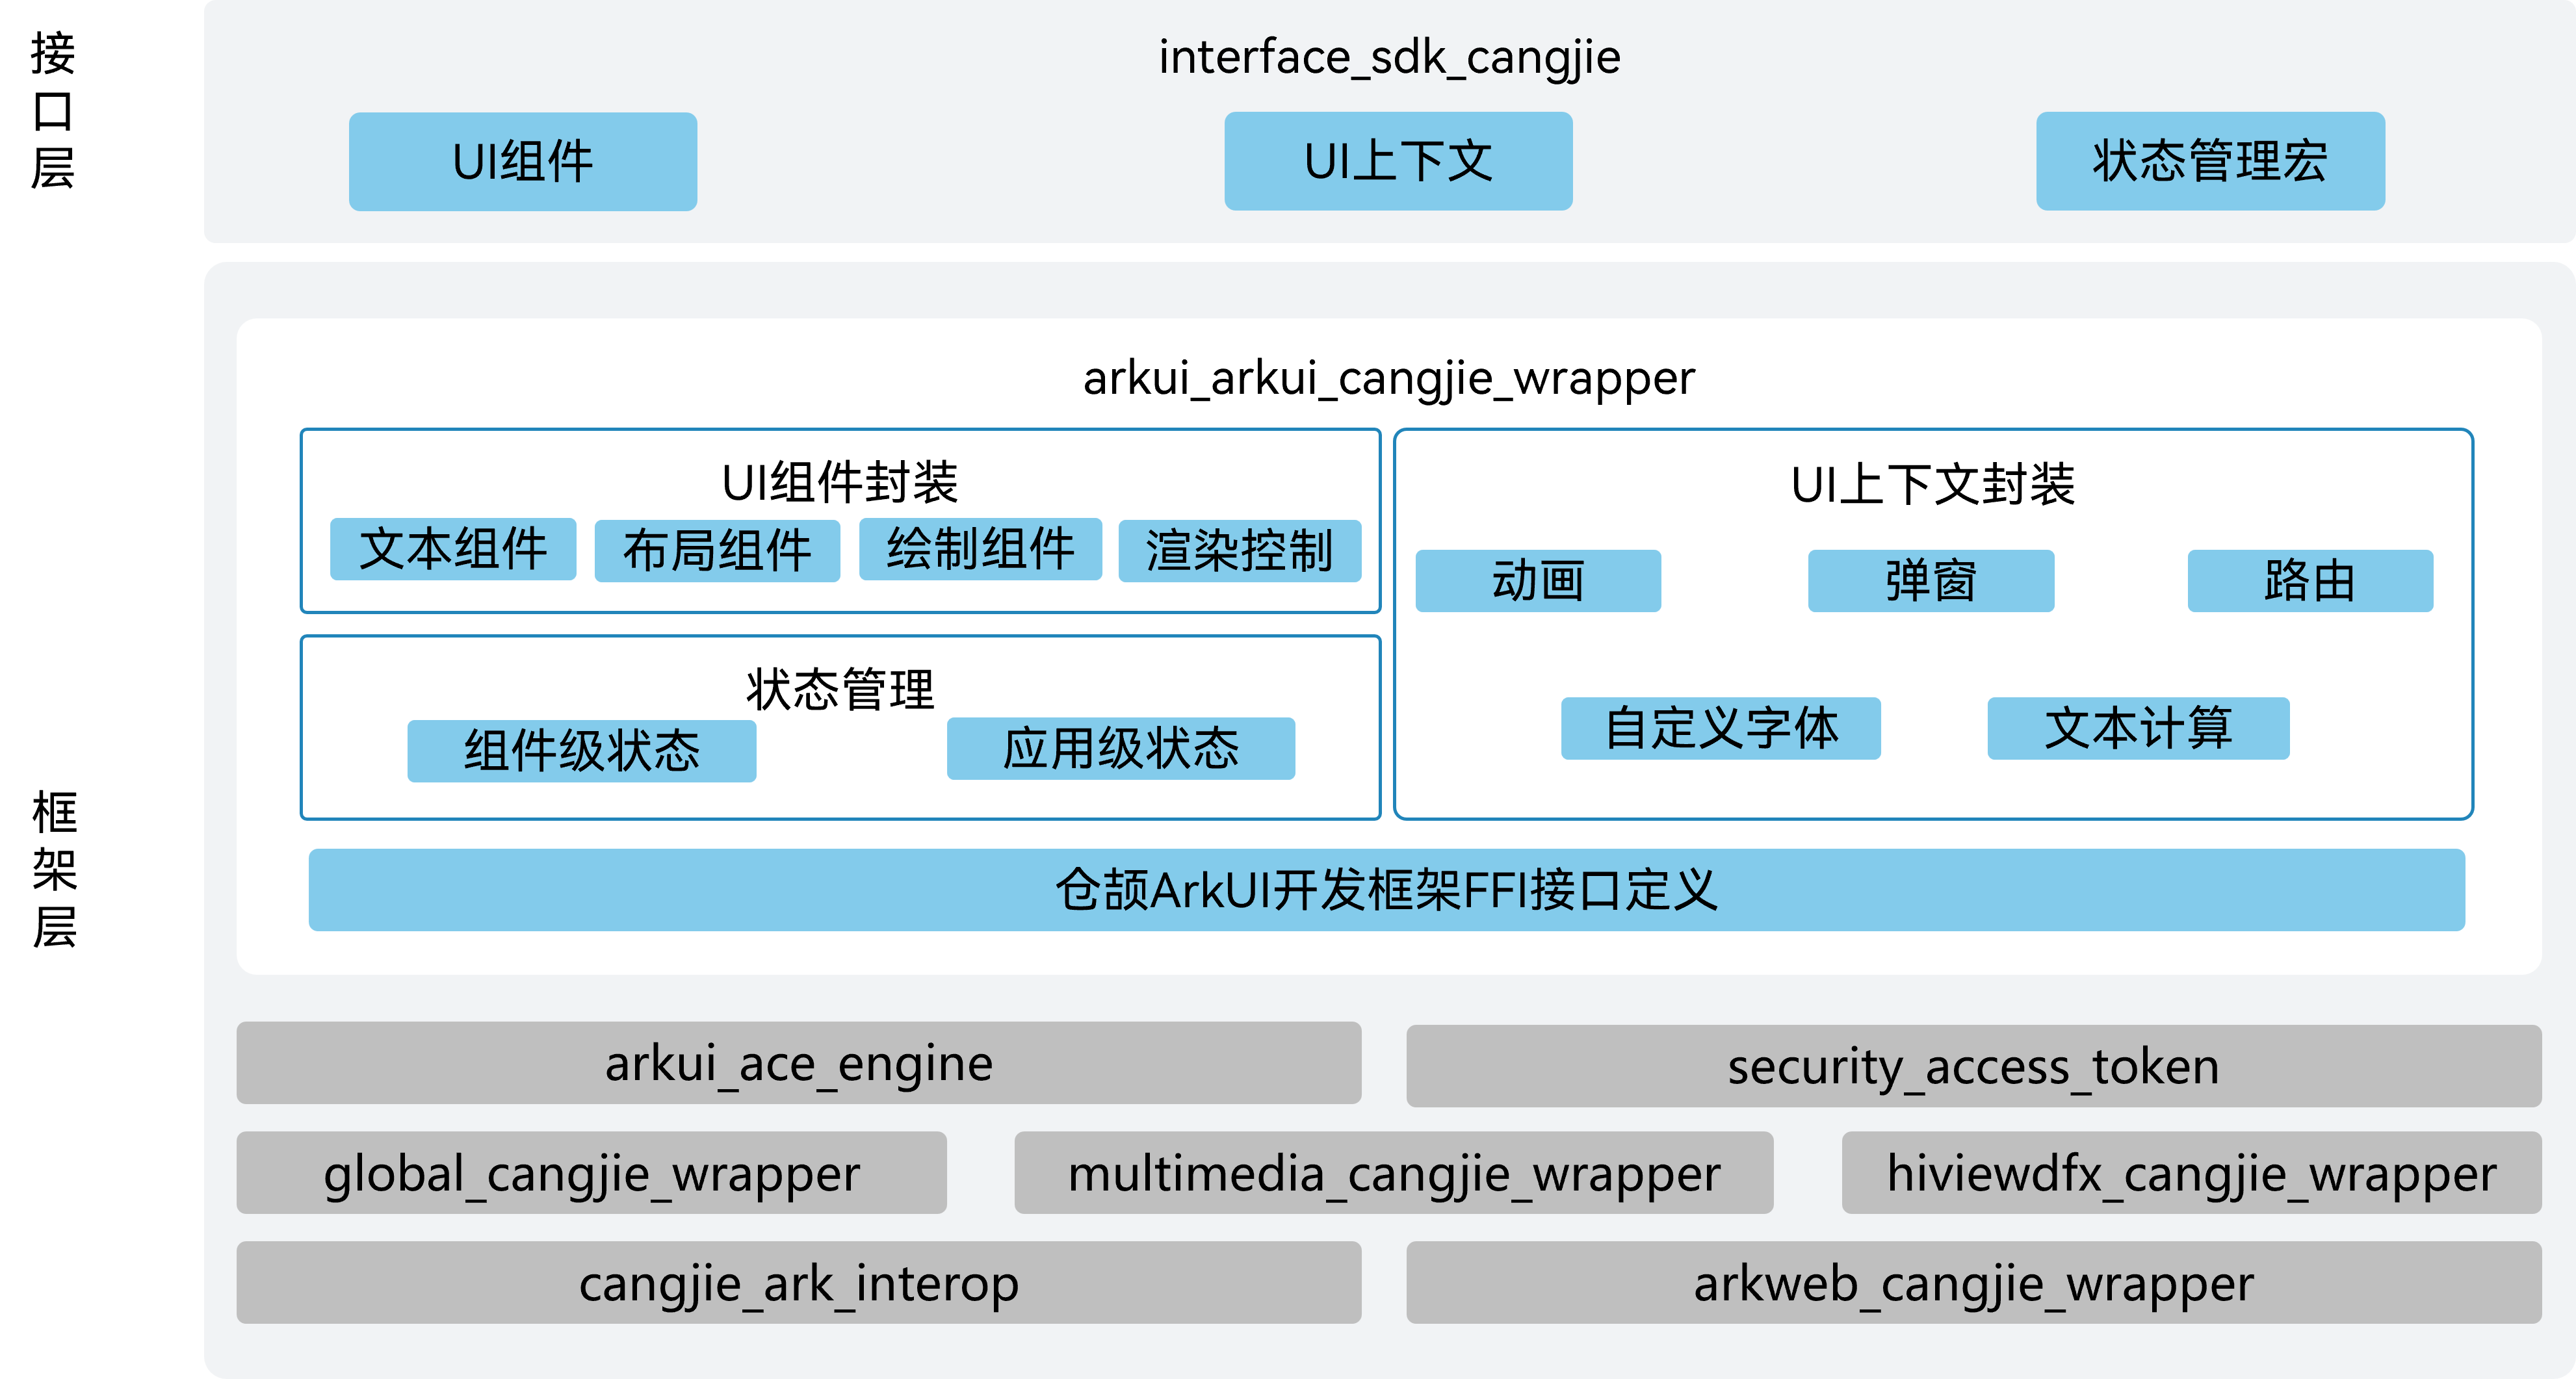 接口层
interface_sdk_cangjie
UI组件
UI上下文
状态管理宏
框架层
arkui_arkui_cangjie_wrapper
UI组件封装
文本组件
布局组件
绘制组件
渲染控制
状态管理
组件级状态
应用级状态
UI上下文封装
动画
弹窗
路由
自定义字体
文本计算
仓颉ArkUI开发框架FFI接口定义
arkui_ace_engine
security_access_token
global_cangjie_wrapper
multimedia_cangjie_wrapper
hiviewdfx_cangjie_wrapper
cangjie_ark_interop
arkweb_cangjie_wrapper